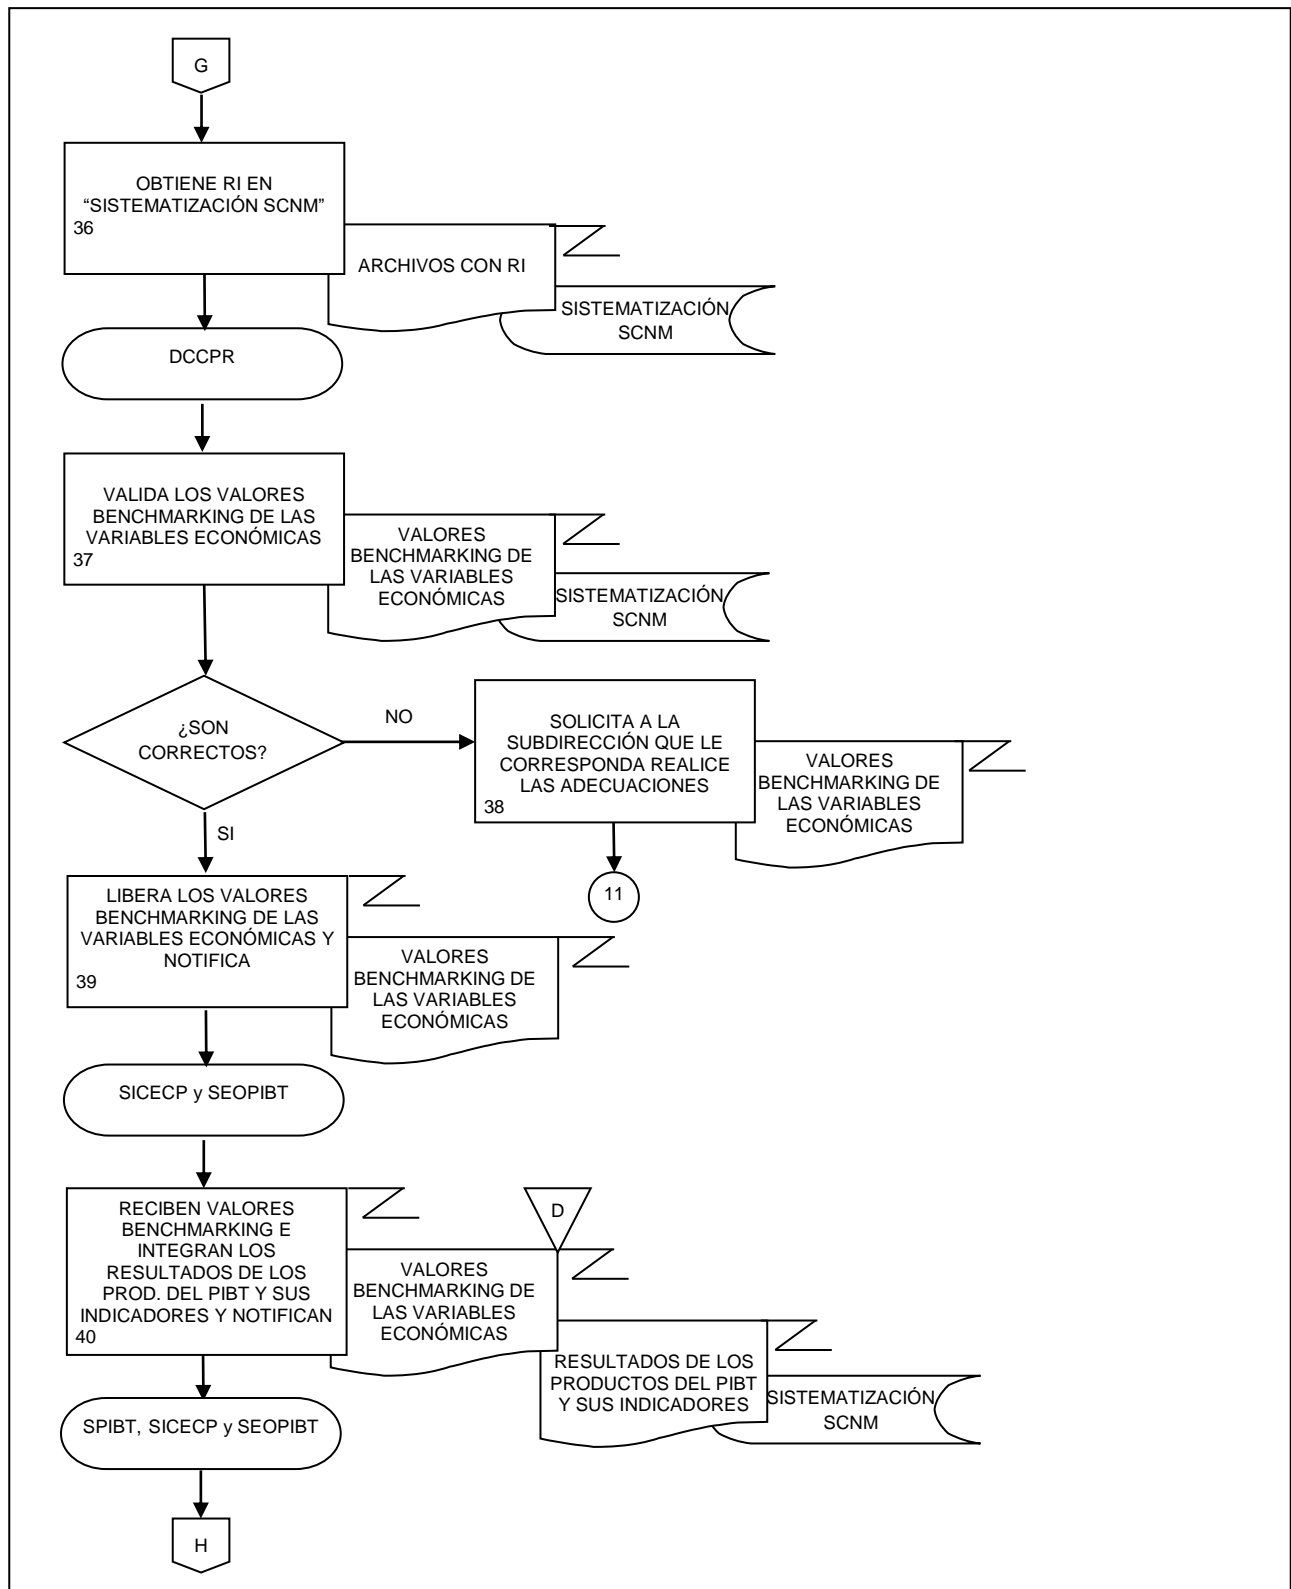 G
OBTIENE RI EN
“SISTEMATIZACIÓN SCNM”
36
ARCHIVOS CON RI
SISTEMATIZACIÓN
SCNM
DCCPR
VALIDA LOS VALORES
BENCHMARKING DE LAS
VARIABLES ECONÓMICAS
37
VALORES
BENCHMARKING DE
LAS VARIABLES
ECONÓMICAS
SISTEMATIZACIÓN
SCNM
¿SON
CORRECTOS?
NO
SOLICITA A LA
SUBDIRECCIÓN QUE LE
CORRESPONDA REALICE
LAS ADECUACIONES
38
VALORES
BENCHMARKING DE
LAS VARIABLES
ECONÓMICAS
11
SI
LIBERA LOS VALORES
BENCHMARKING DE LAS
VARIABLES ECONÓMICAS Y
NOTIFICA
39
VALORES
BENCHMARKING DE
LAS VARIABLES
ECONÓMICAS
SICECP y SEOPIBT
RECIBEN VALORES
BENCHMARKING E
INTEGRAN LOS
RESULTADOS DE LOS
PROD. DEL PIBT Y SUS
INDICADORES Y NOTIFICAN
40
D
VALORES
BENCHMARKING DE
LAS VARIABLES
ECONÓMICAS
RESULTADOS DE LOS
PRODUCTOS DEL PIBT
Y SUS INDICADORES
SISTEMATIZACIÓN
SCNM
SPIBT, SICECP y SEOPIBT
H